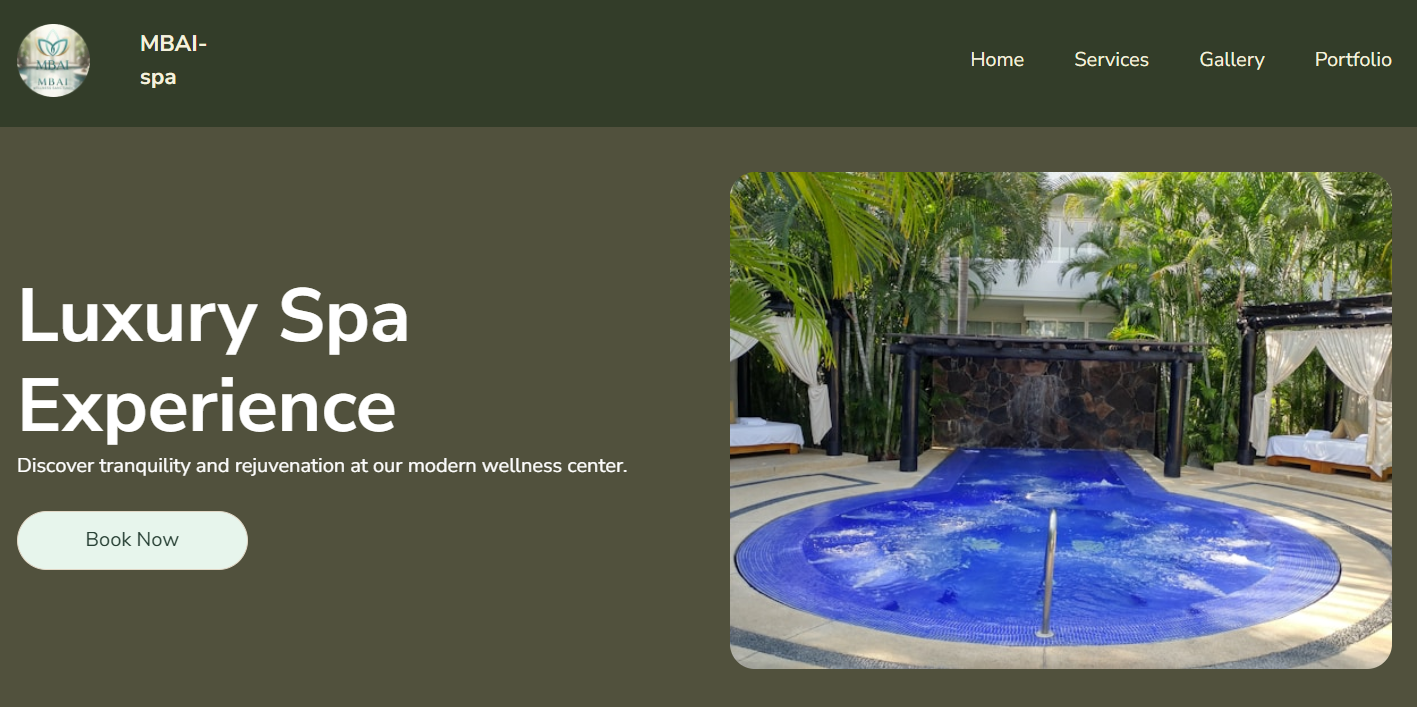 MBAI
MBAI
MBAI-
spa
Home Services Gallery Portfolio
Luxury Spa
Experience
Discover tranquility and rejuvenation at our modern wellness center.
Book Now